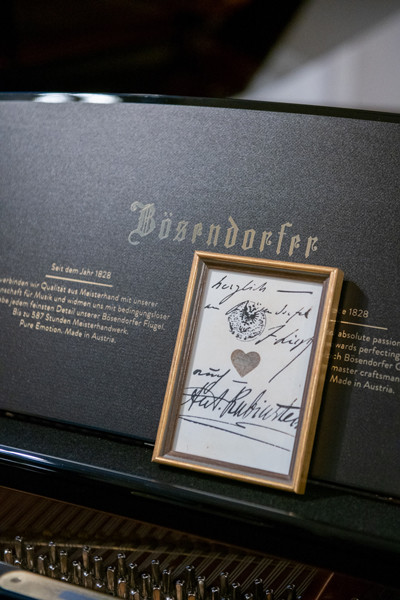 Bösendorfer
Seit dem Jahr 1828
verbinden wir Qualität aus Meisterhand mit unserer
für Musik und widmen uns mit bedingungsloser
jedem feinsten Detail unserer Bösendorfer Flügel.
Bis zu 587 Stunden Meisterhandwerk.
Pure Emotion. Made in Austria.
1828
absolute passion
perfecting
Bösendorfer
master
Made in Austria.
herzlich —
Ant. Rubinstein